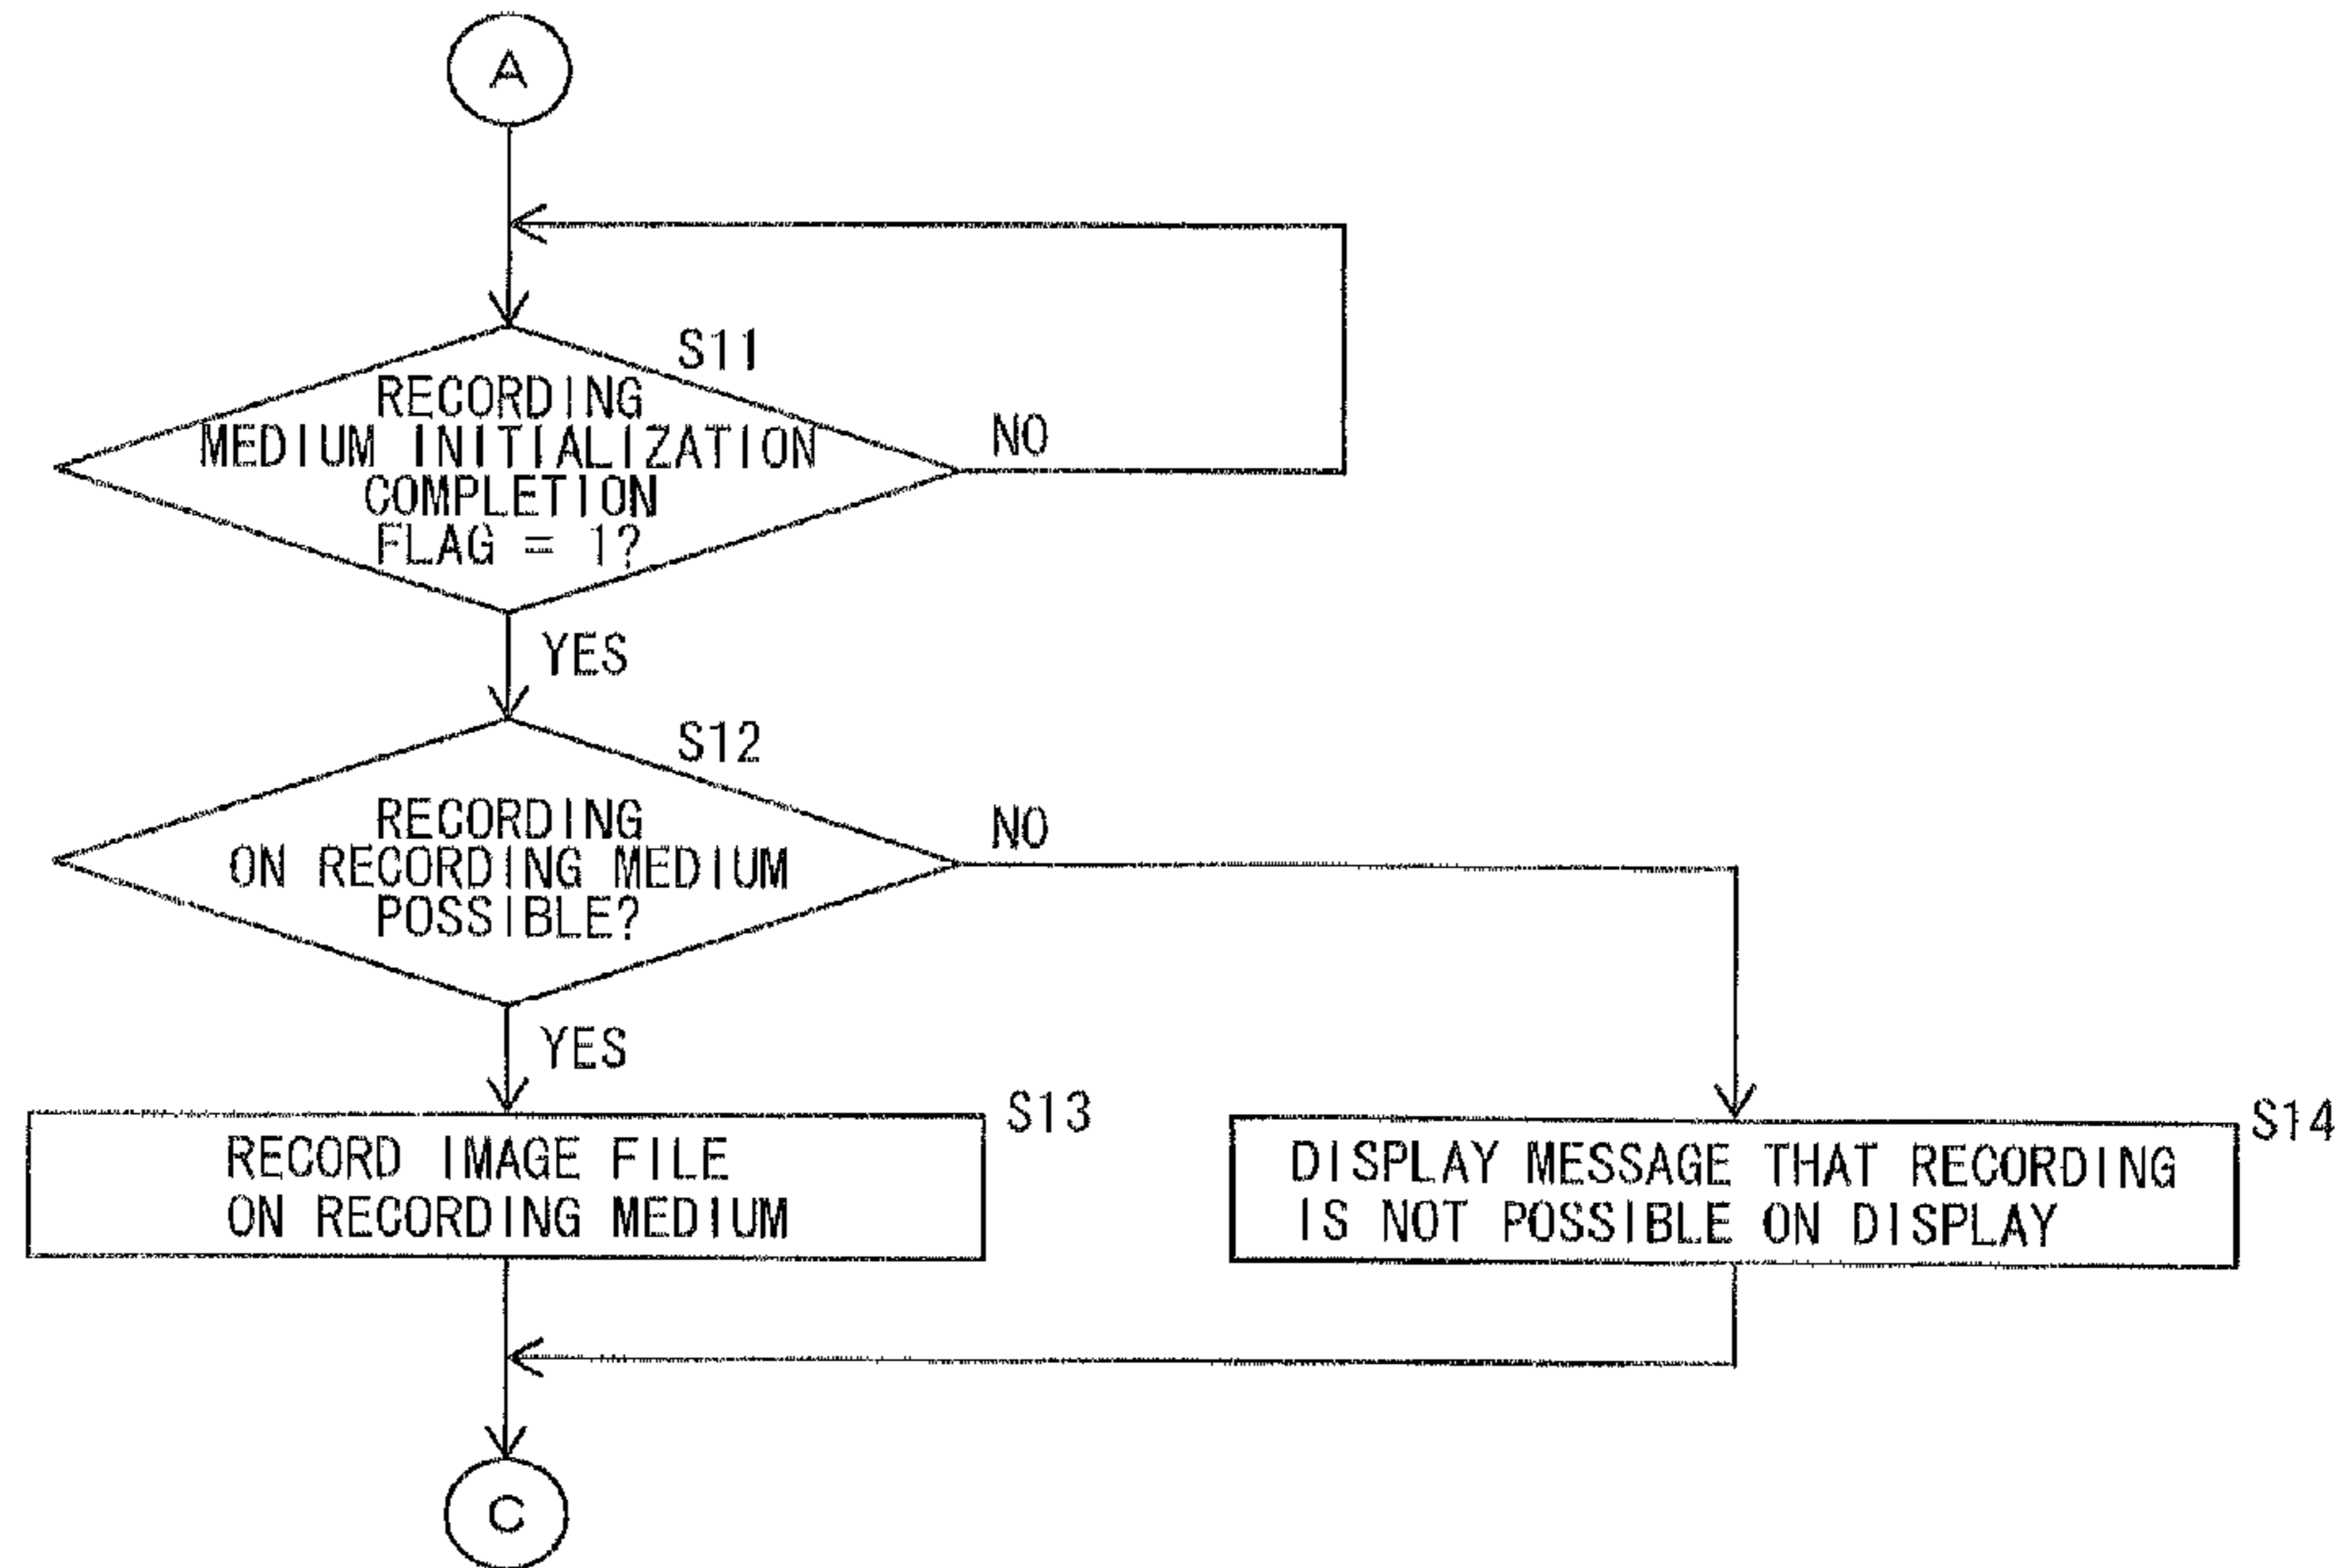 A
S11
RECORDING
MEDIUM INITIALIZATION
COMPLETION
FLAG = 1?
NO
YES
S12
RECORDING
ON RECORDING MEDIUM
POSSIBLE?
NO
YES
S13
RECORD IMAGE FILE
ON RECORDING MEDIUM
S14
DISPLAY MESSAGE THAT RECORDING
IS NOT POSSIBLE ON DISPLAY
C